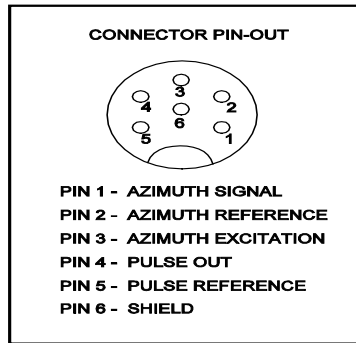 CONNECTOR PIN-OUT
3
4 2
6
5 1
PIN 1 - AZIMUTH SIGNAL
PIN 2 - AZIMUTH REFERENCE
PIN 3 - AZIMUTH EXCITATION
PIN 4 - PULSE OUT
PIN 5 - PULSE REFERENCE
PIN 6 - SHIELD